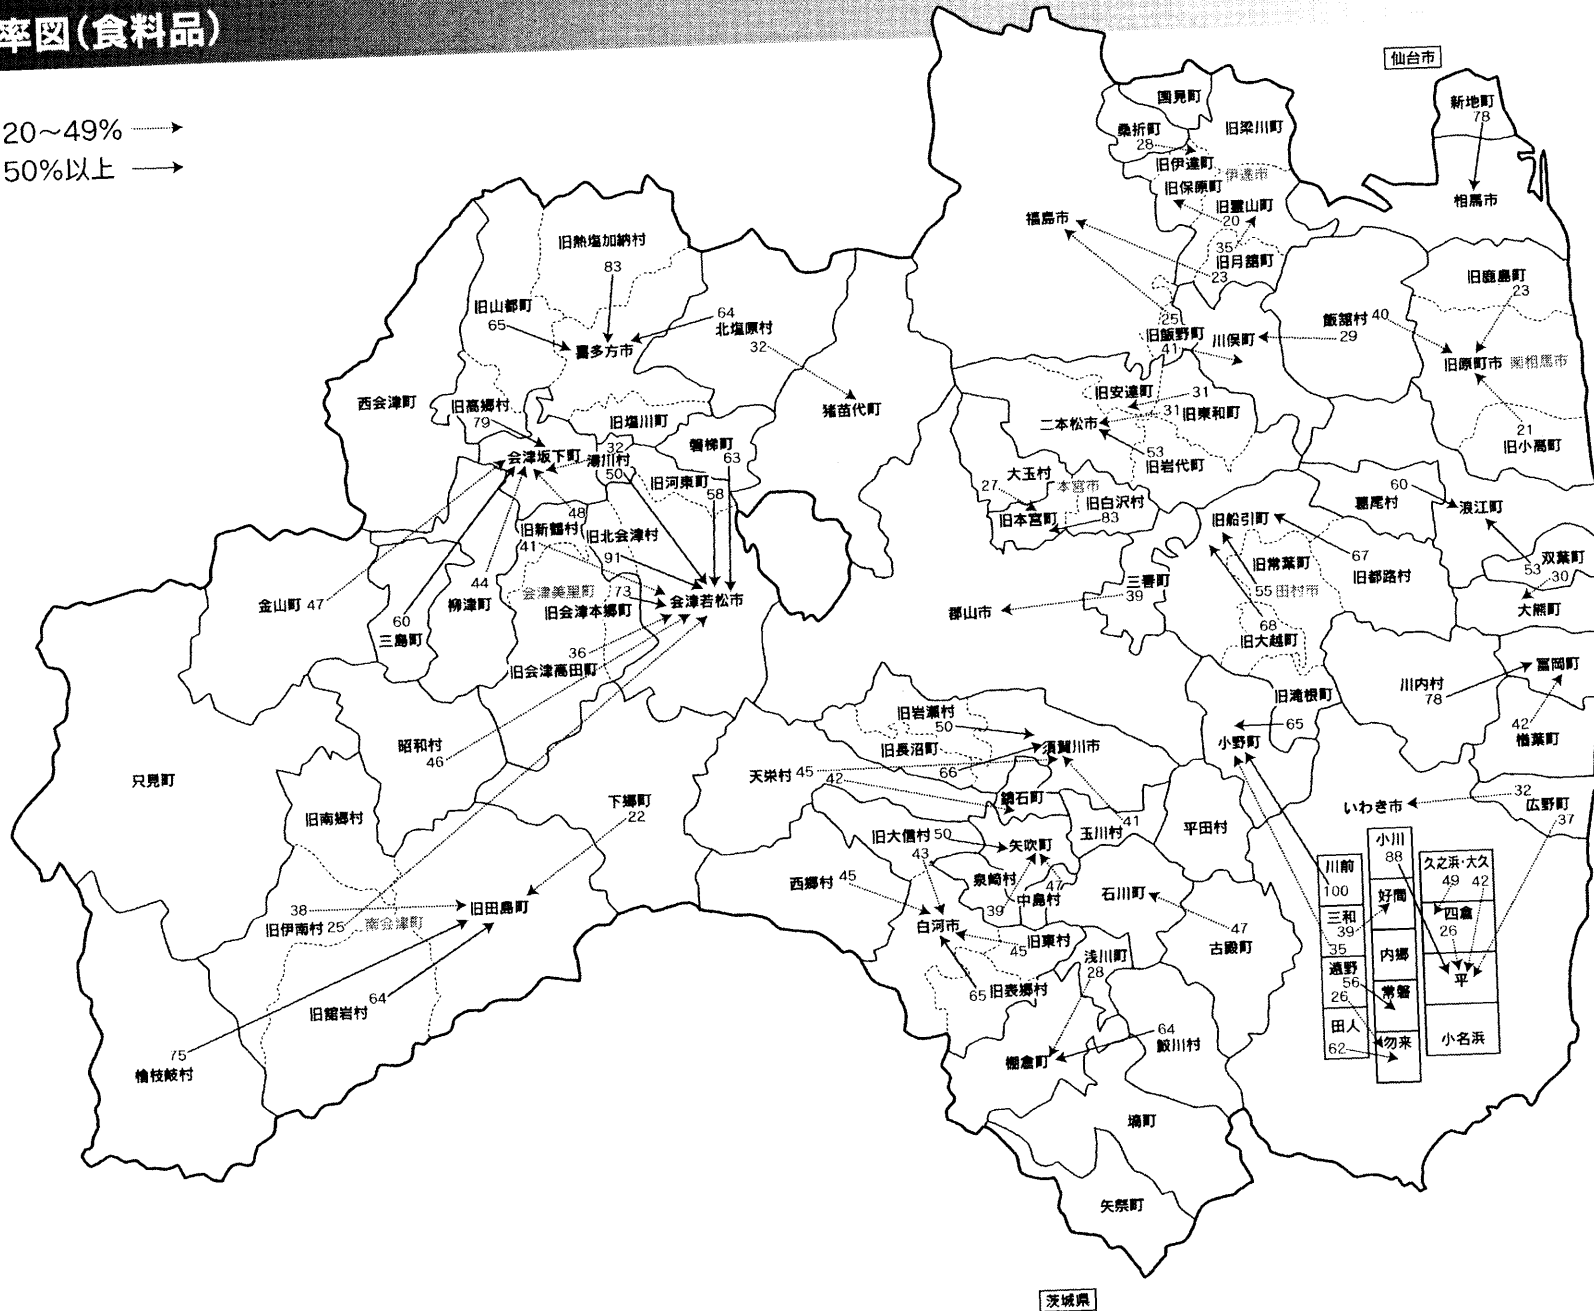 率図(食料品)
20～49%
50%以上
仙台市
新地町
78
相馬市
国見町
桑折町
28
旧梁川町
旧伊達町
伊達市
旧保原町
旧霊山町
20
35
旧月舘町
23
福島市
25
旧飯野町
41
川俣町
飯舘村 40
29
旧鹿島町
23
旧原町市
南相馬市
21
旧小高町
旧熱塩加納村
83
旧山都町
65
喜多方市
64
北塩原村
32
猪苗代町
西会津町
旧高郷村
79
旧塩川町
会津坂下町
32
湯川村
50
磐梯町
63
旧河東町
58
48
旧新鶴村
41
旧北会津村
91
会津美里町
73
旧会津本郷町
会津若松市
36
旧会津高田町
44
柳津町
金山町 47
60
三島町
昭和村
46
只見町
旧南郷村
38
旧伊南村 25
南会津町
旧田島町
下郷町
22
64
旧舘岩村
75
檜枝岐村
旧安達町
31
31
旧東和町
二本松市
53
旧岩代町
大玉村
27
本宮市
旧本宮町
旧白沢村
83
三春町
39
郡山市
旧船引町
67
旧都路村
旧常葉町
55
田村市
68
旧大越町
旧滝根町
65
小野町
葛尾村
60
浪江町
53
双葉町
30
大熊町
富岡町
川内村
78
42
楢葉町
32
広野町
37
いわき市
旧岩瀬村
50
旧長沼町
66
須賀川市
天栄村 45
42
鏡石町
41
玉川村
平田村
旧大信村 50
43
矢吹町
泉崎村
39
47
中島村
石川町
47
古殿町
西郷村 45
白河市
旧東村
45
65
旧表郷村
浅川町
28
64
鮫川村
棚倉町
塙町
矢祭町
川前
100
三和
39
35
遠野
56
26
田人
62
小川
88
好間
内郷
常磐
勿来
久之浜・大久
49
42
四倉
26
平
小名浜
茨城県